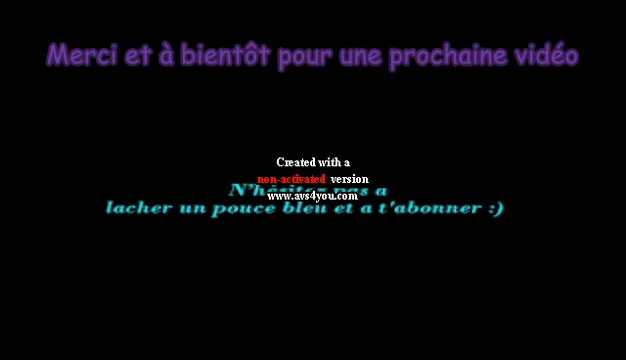 Merci et à bientôt pour une prochaine vidéo
Created with a
non-activated version
N'hésitez pas a
www.avs4you.com
lacher un pouce bleu et a t'abonner :)